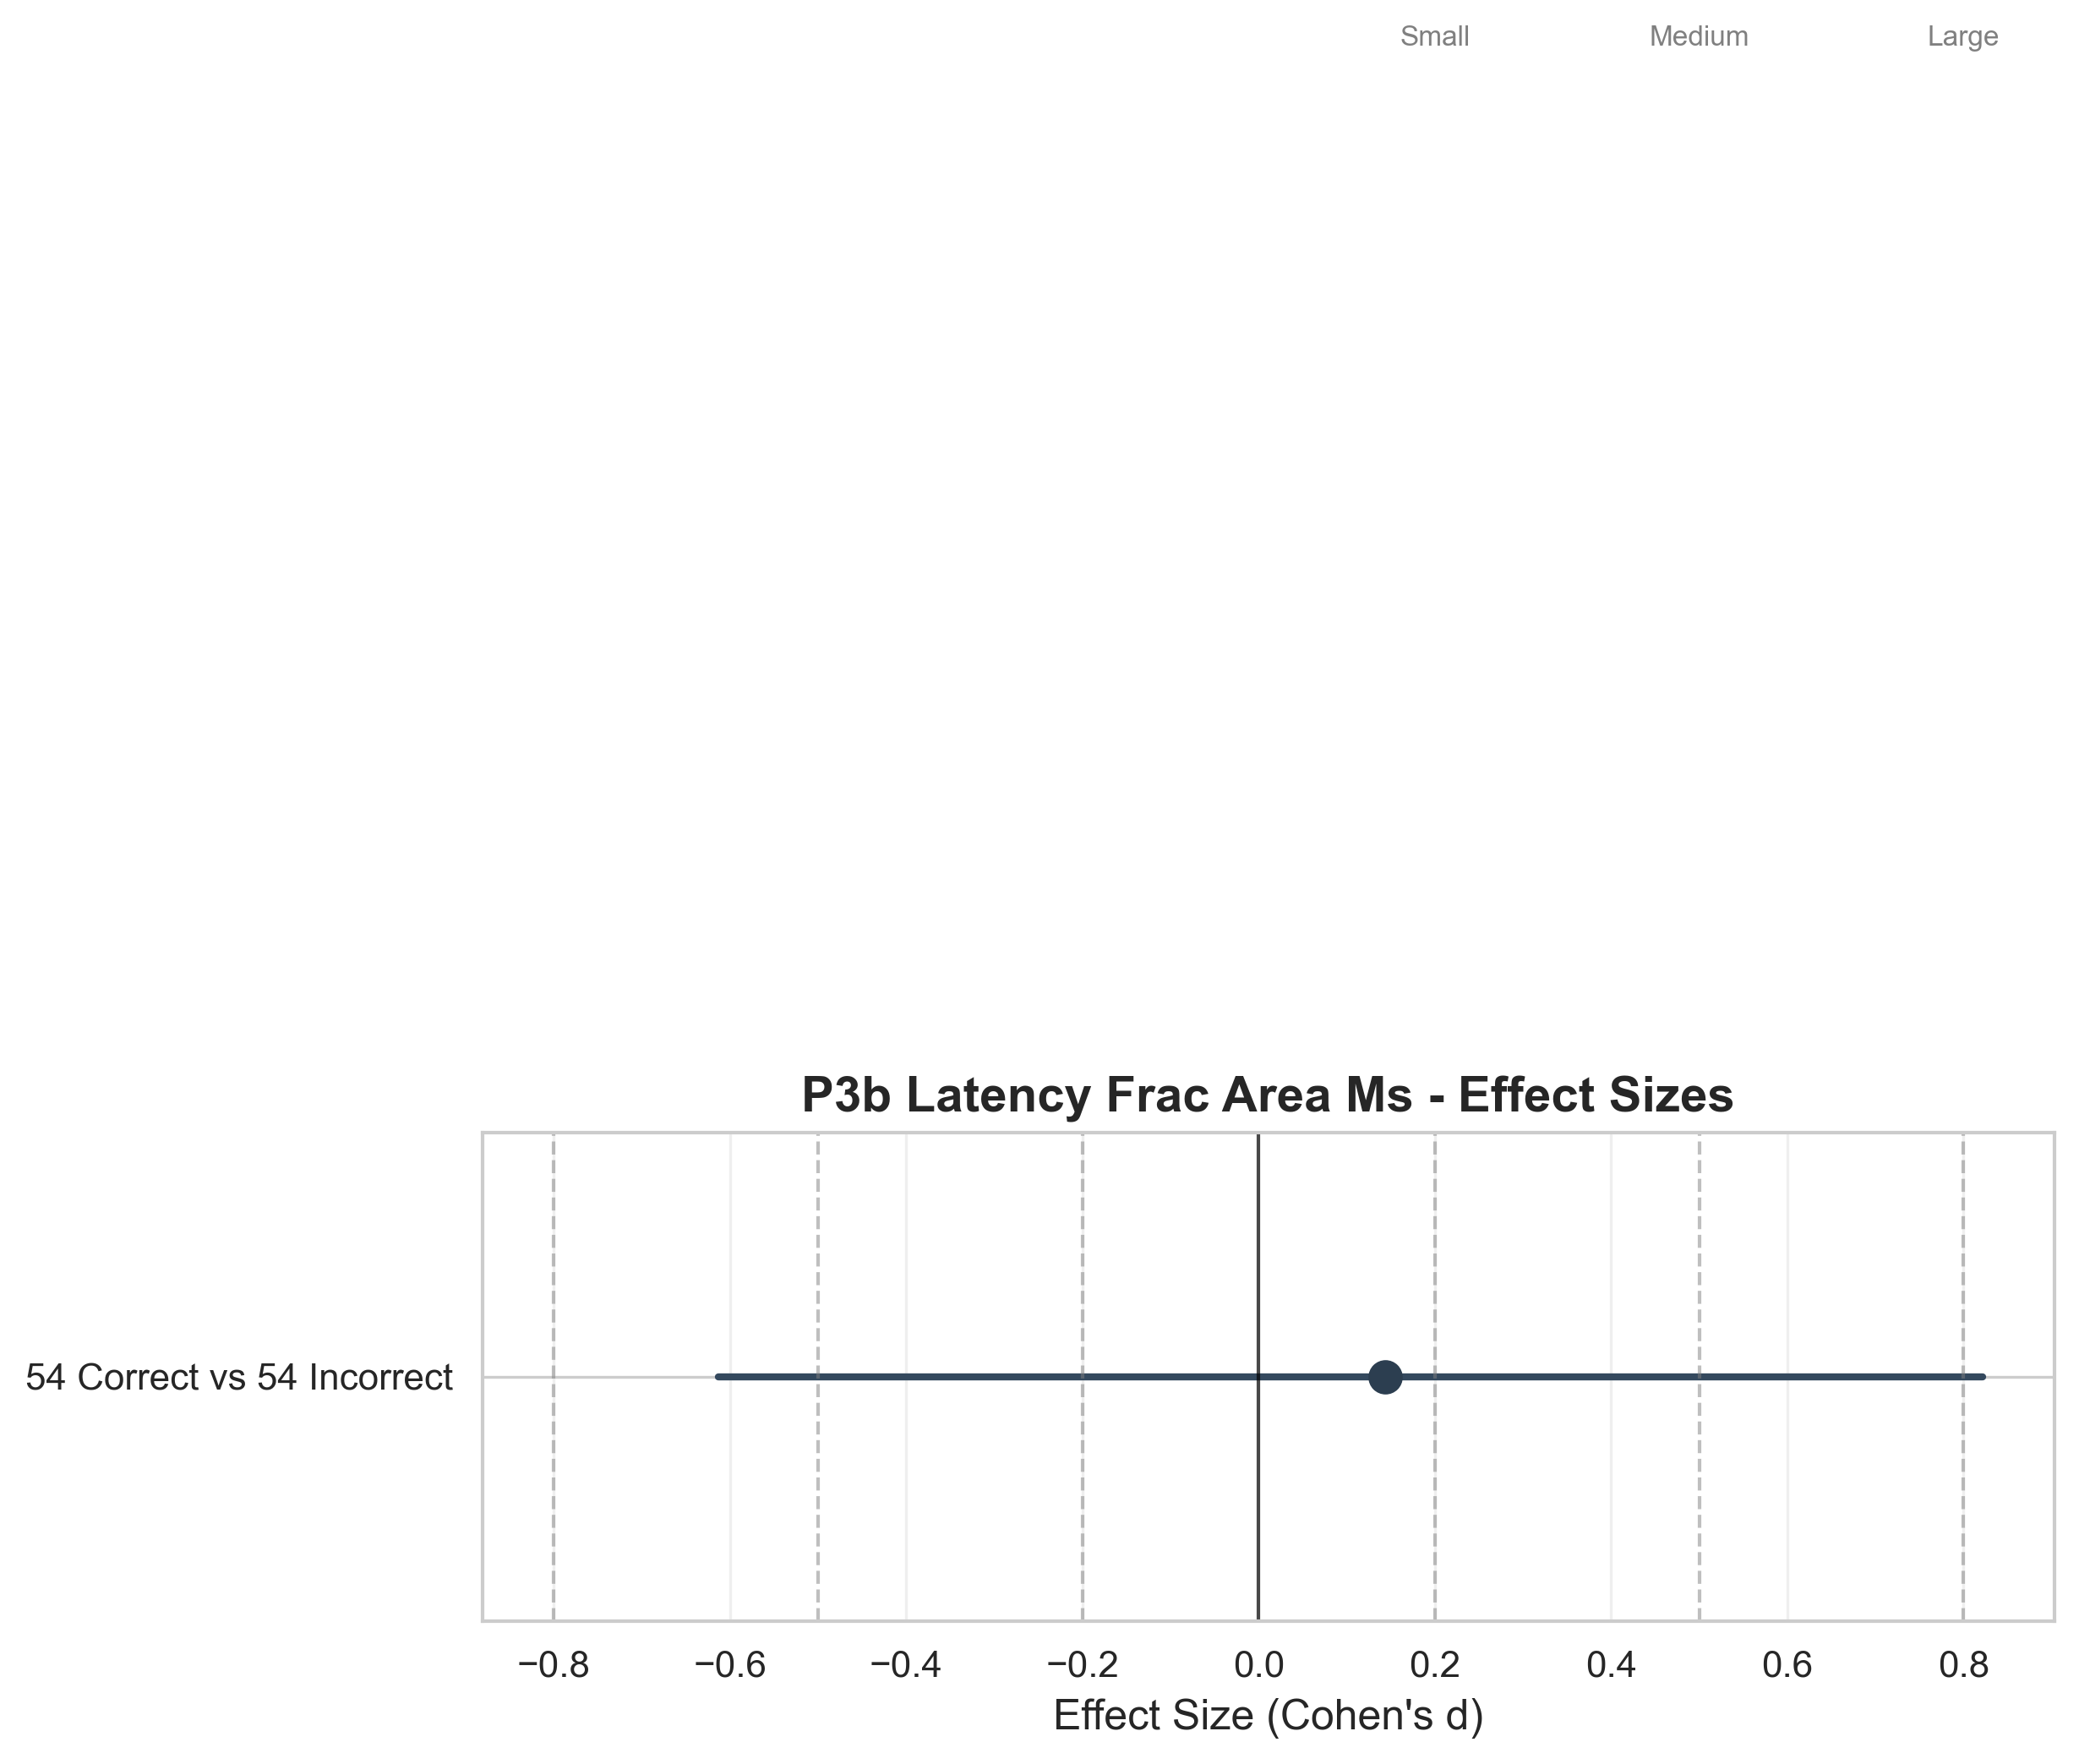 Small Medium Large
P3b Latency Frac Area Ms - Effect Sizes
54 Correct vs 54 Incorrect
−0.8 −0.6 −0.4 −0.2 0.0 0.2 0.4 0.6 0.8
Effect Size (Cohen's d)